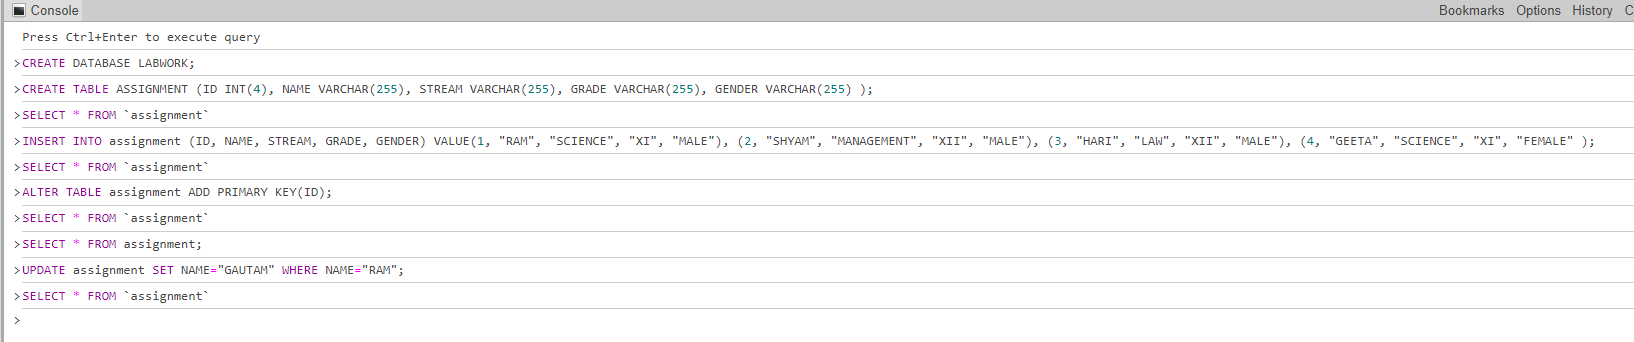 Console Bookmarks Options History C
Press Ctrl+Enter to execute query
>CREATE DATABASE LABWORK;
>CREATE TABLE ASSIGNMENT (ID INT(4), NAME VARCHAR(255), STREAM VARCHAR(255), GRADE VARCHAR(255), GENDER VARCHAR(255) );
>SELECT * FROM `assignment`
>INSERT INTO assignment (ID, NAME, STREAM, GRADE, GENDER) VALUE(1, "RAM", "SCIENCE", "XI", "MALE"), (2, "SHYAM", "MANAGEMENT", "XII", "MALE"), (3, "HARI", "LAW", "XII", "MALE"), (4, "GEETA", "SCIENCE", "XI", "FEMALE" );
>SELECT * FROM `assignment`
>ALTER TABLE assignment ADD PRIMARY KEY(ID);
>SELECT * FROM `assignment`
>SELECT * FROM assignment;
>UPDATE assignment SET NAME="GAUTAM" WHERE NAME="RAM";
>SELECT * FROM `assignment`
>